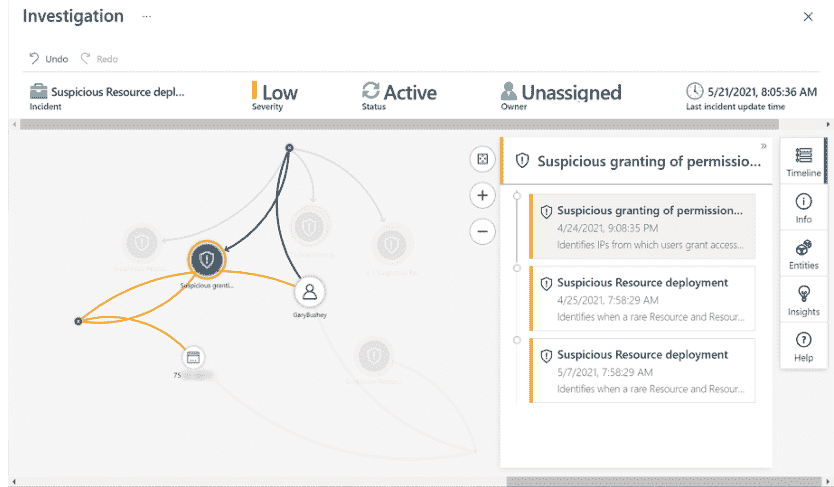 Investigation ...
Undo Redo
Suspicious Resource depl...
Incident
Low
Severity
Active
Status
Unassigned
Owner
5/21/2021, 8:05:36 AM
Last incident update time
Suspicious granti...
GaryBushey
75
Suspicious granting of permissio...
Suspicious granting of permission...
4/24/2021, 9:08:35 PM
Identifies IPs from which users grant access...
Suspicious Resource deployment
4/25/2021, 7:58:29 AM
Identifies when a rare Resource and Resour...
Suspicious Resource deployment
5/7/2021, 7:58:29 AM
Identifies when a rare Resource and Resour...
Timeline
Info
Entities
Insights
Help